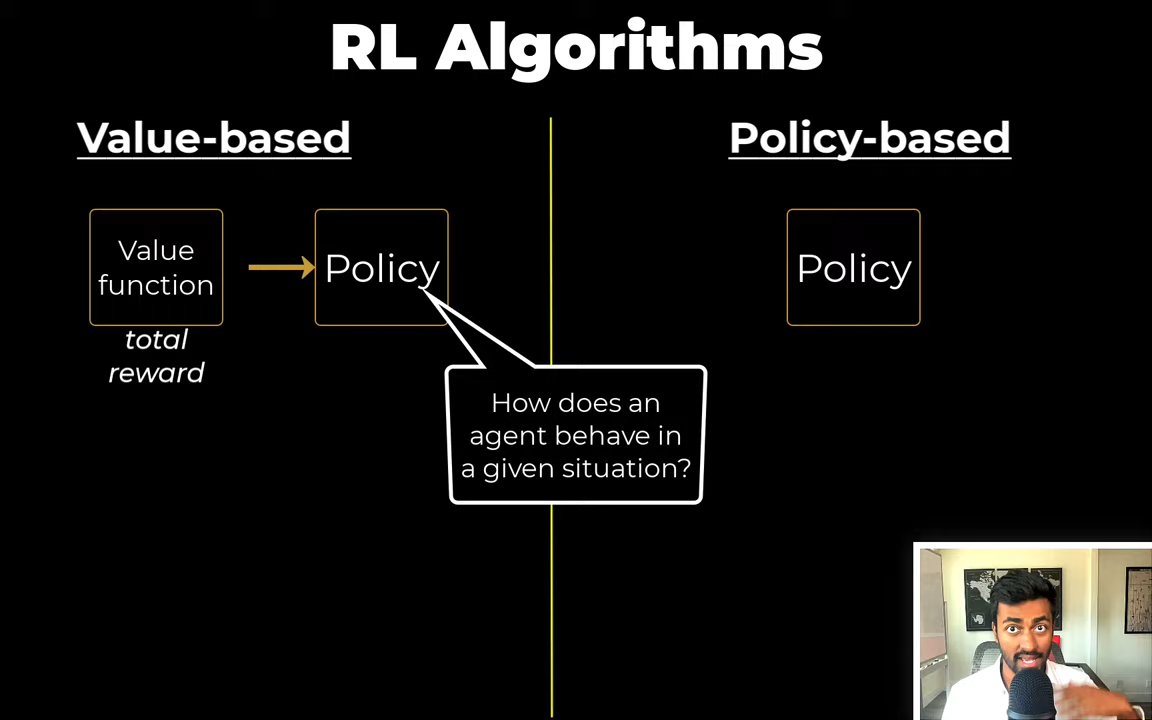 RL Algorithms
Value-based
Value
function
total
reward
Policy
How does an
agent behave in
a given situation?
Policy-based
Policy